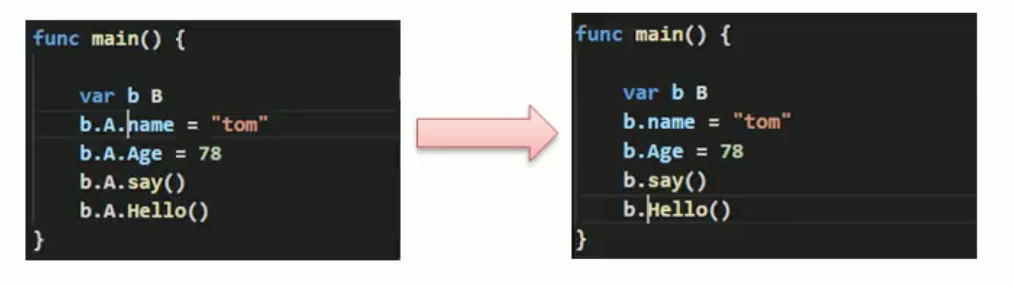 func main() {
var b B
b.A.name = "tom"
b.A.Age = 78
b.A.say()
b.A.Hello()
}
func main() {
var b B
b.name = "tom"
b.Age = 78
b.say()
b.Hello()
}